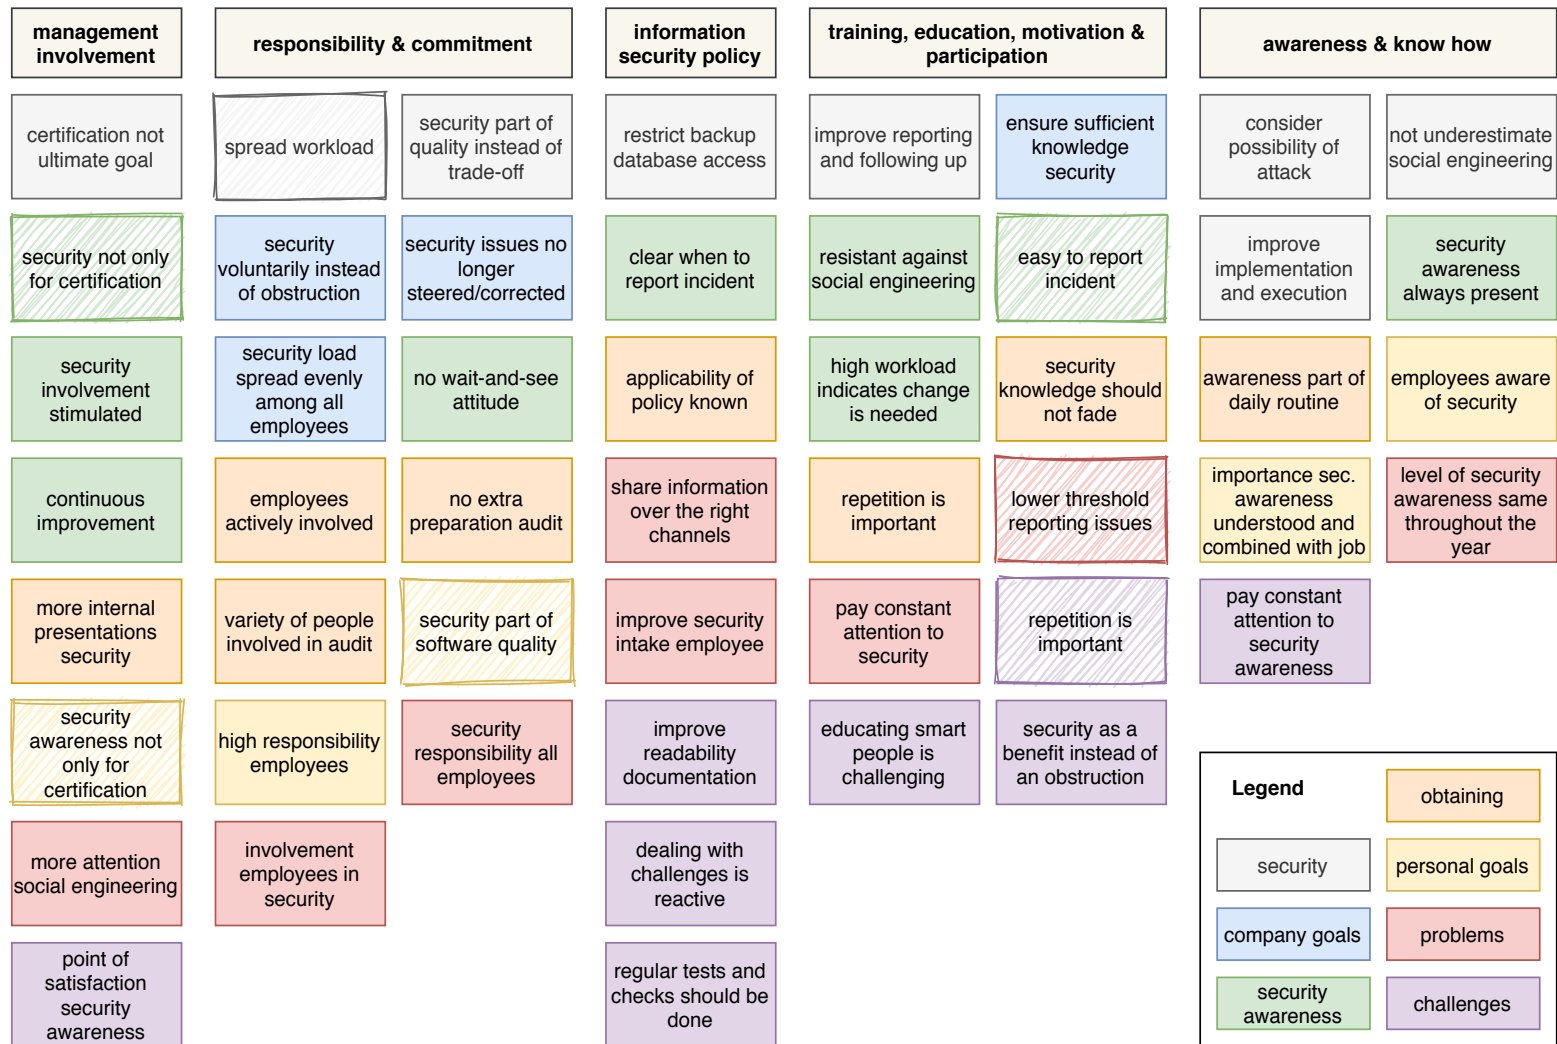 management
involvement
responsibility & commitment
information
security policy
training, education, motivation &
participation
awareness & know how
certification not
ultimate goal
spread workload
security part of
quality instead of
trade-off
restrict backup
database access
improve reporting
and following up
ensure sufficient
knowledge
security
consider
possibility of
attack
not underestimate
social engineering
security not only
for certification
security
voluntarily instead
of obstruction
security issues no
longer
steered/corrected
clear when to
report incident
resistant against
social engineering
easy to report
incident
improve
implementation
and execution
security
awareness
always present
security
involvement
stimulated
security load
spread evenly
among all
employees
no wait-and-see
attitude
applicability of
policy known
high workload
indicates change
is needed
security
knowledge should
not fade
awareness part of
daily routine
employees aware
of security
continuous
improvement
employees
actively involved
no extra
preparation audit
share information
over the right
channels
repetition is
important
lower threshold
reporting issues
importance sec.
awareness
understood and
combined with job
level of security
awareness same
throughout the
year
more internal
presentations
security
variety of people
involved in audit
security part of
software quality
improve security
intake employee
pay constant
attention to
security
repetition is
important
pay constant
attention to
security
awareness
security
awareness not
only for
certification
high responsibility
employees
security
responsibility all
employees
improve
readability
documentation
educating smart
people is
challenging
security as a
benefit instead of
an obstruction
more attention
social engineering
involvement
employees in
security
dealing with
challenges is
reactive
point of
satisfaction
security
awareness
regular tests and
checks should be
done
Legend
obtaining
security
personal goals
company goals
problems
security
awareness
challenges